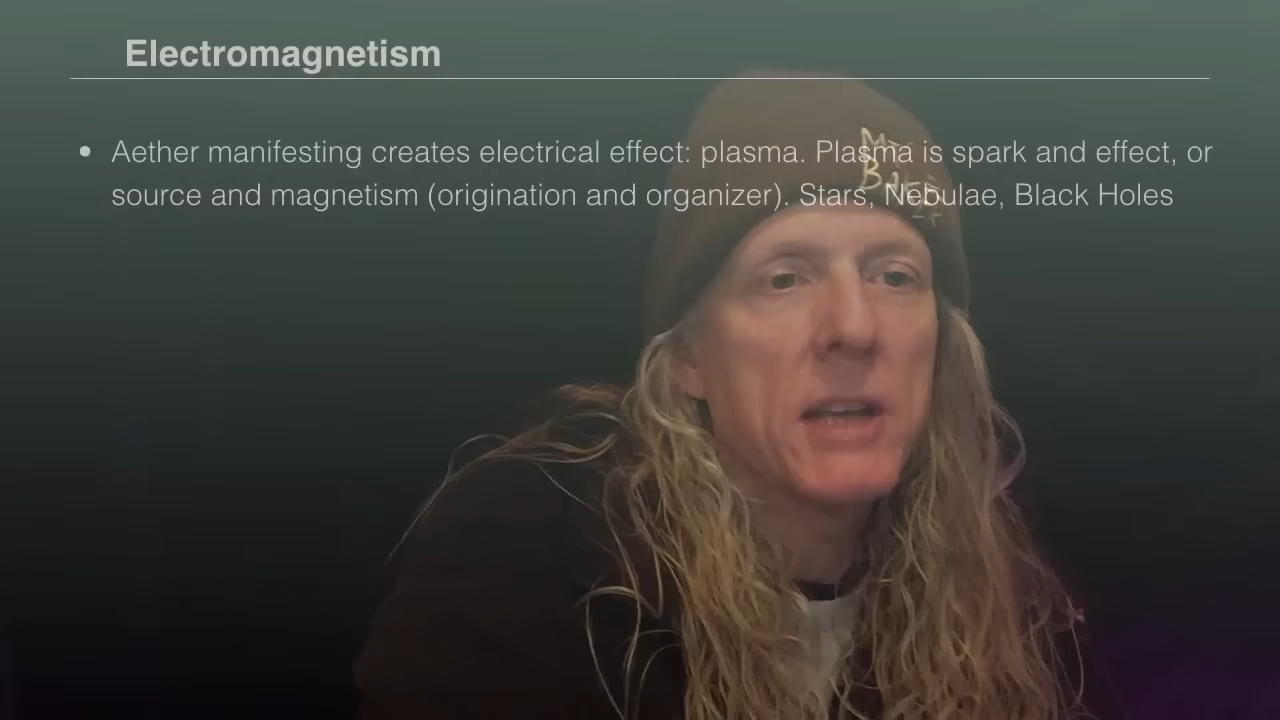 Electromagnetism
• Aether manifesting creates electrical effect: plasma. Plasma is spark and effect, or
source and magnetism (origination and organizer). Stars, Nebulae, Black Holes